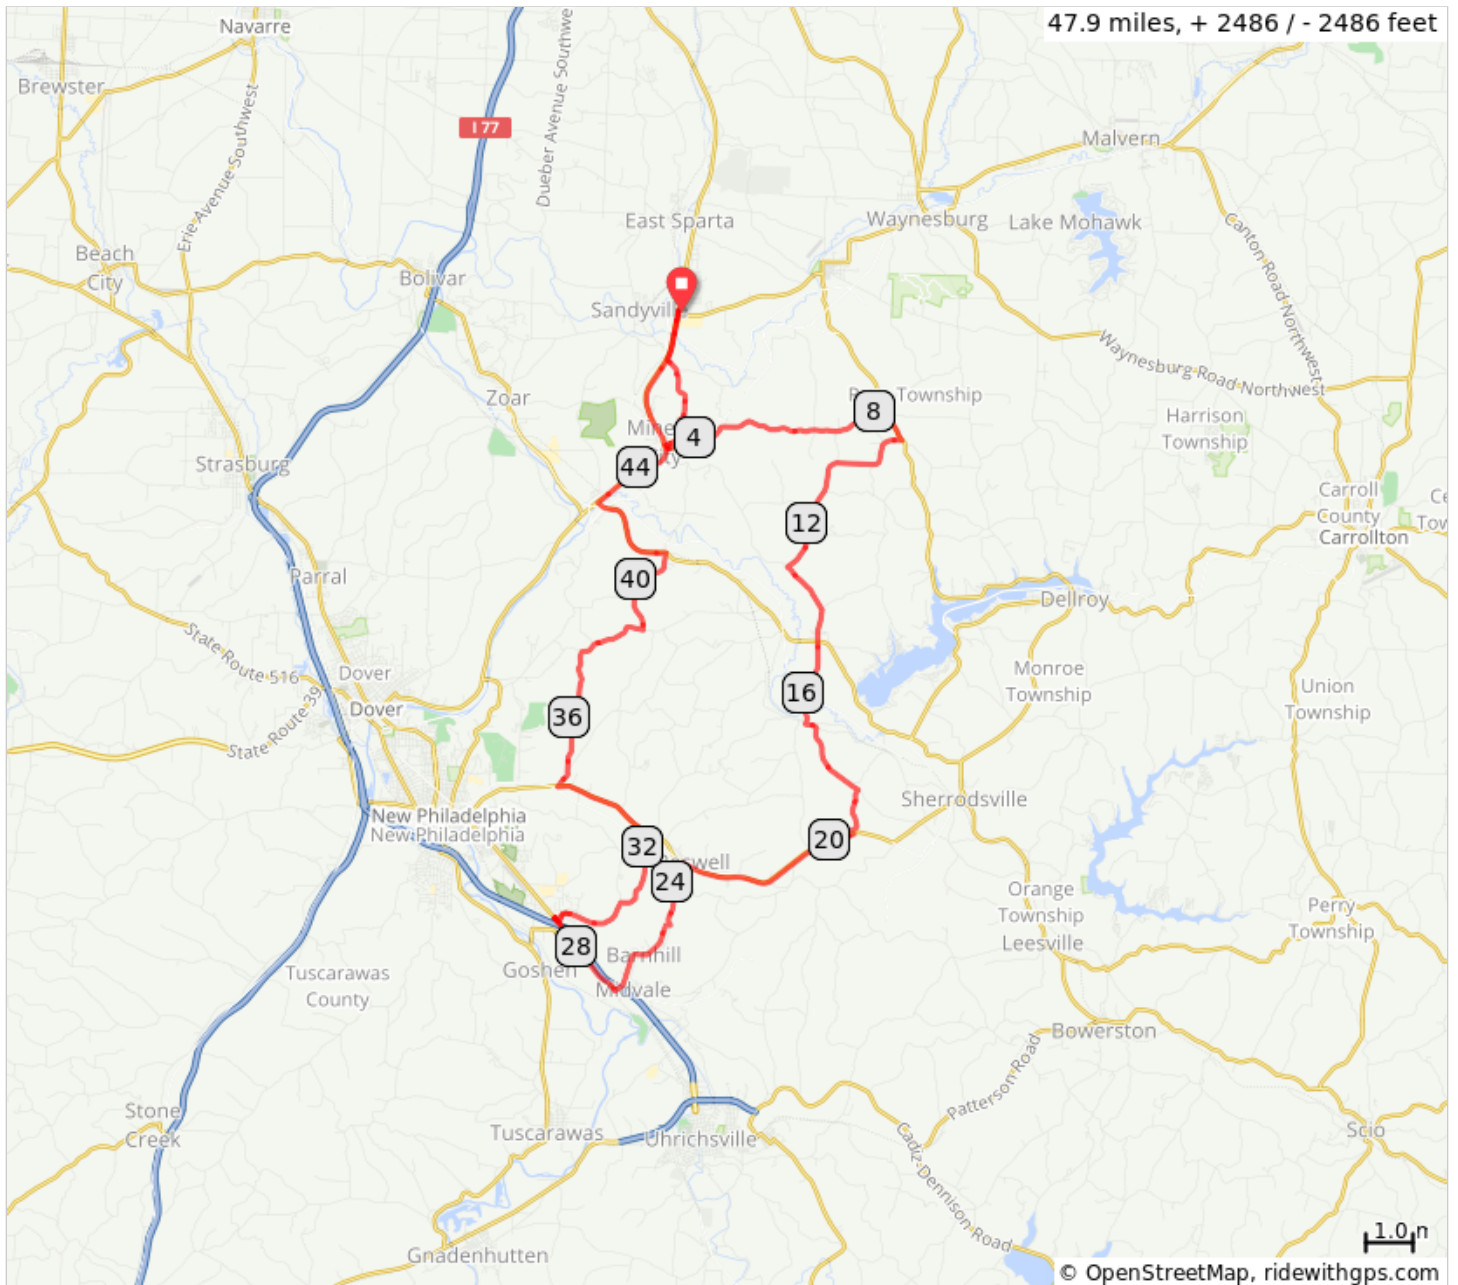 47.9 miles, + 2486 / - 2486 feet
Navarre
Brewster
Dueber Avenue Southwe
I 77
Malvern
Erie Avenue Southwest
East Sparta
Waynesburg
Lake Mohawk
Beach
City
Bolivar
Canton Road Northwest
Sandyvill
Waynesburg Road Northwest
Zoar
8
Township
Harrison
Township
Mine
4
44
Strasburg
Carroll
County
Carrollton
12
40
Parral
Dellroy
State Route 516
Dover
Monroe
Township
Union
Township
16
Dover
36
State Route 39
Sherrodsville
New Philadelphia
New Philadelphia
20
32
24
Orange
Township
Leesville
Perry
Township
28
Barnhill
Goshen
Midvale
Tuscarawas
County
Bowerston
Patterson Road
Stone
Creek
Tuscarawas
Uhrichsville
Cadiz-Dennison Road
Scio
Gnadenhutten
1.0
© OpenStreetMap, ridewithgps.com